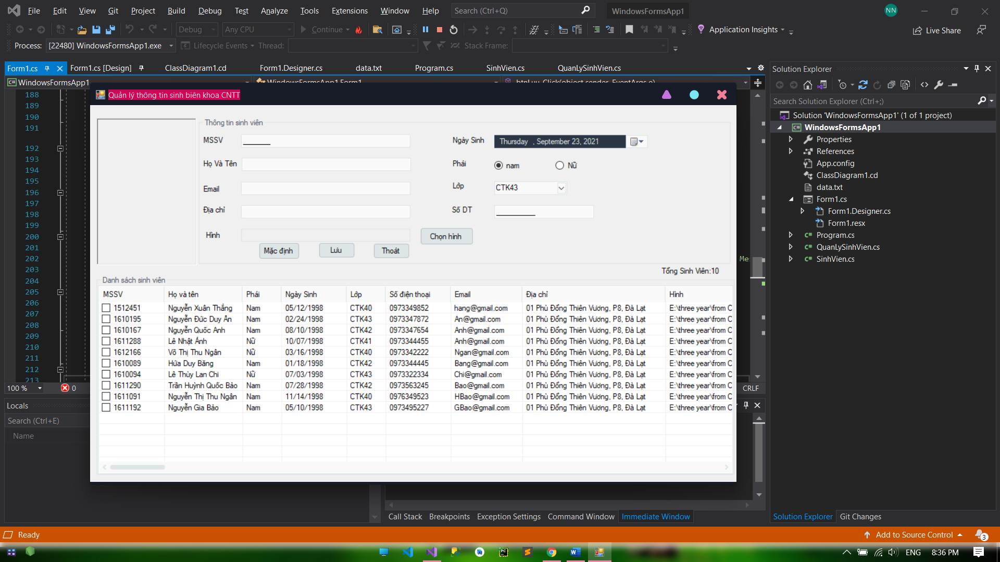 File Edit View Git Project Build Debug Test Analyze Tools Extensions Window Help Search (Ctrl+Q) WindowsFormsApp1 NN
Debug Any CPU Continue Application Insights Live Share
Process: [22480] WindowsFormsApp1.exe Lifecycle Events Thread: Stack Frame:
Form1.cs Form1.cs [Design] ClassDiagram1.cd Form1.Designer.cs data.txt Program.cs SinhVien.cs QuanLySinhVien.cs
WindowsFormsApp1 WindowsFormsApp1.Form1 btnLuu_Click(object sender, EventArgs e)
188
189
190
191
192
193
194
195
196
197
198
199
200
201
202
203
204
205
206
207
208
209
210
211
212
213
Me
100 % 0 CRLF
Quản lý thông tin sinh biên khoa CNTT
Thông tin sinh viên
MSSV Ngày Sinh Thursday , September 23, 2021
Họ Và Tên Phái nam Nữ
Email Lớp CTK43
Địa chỉ Số DT
Hình Chọn hình
Mặc định Lưu Thoát
Tổng Sinh Viên:10
Danh sách sinh viên
MSSV Họ và tên Phái Ngày Sinh Lớp Số điện thoại Email Địa chỉ Hình
1512451 Nguyễn Xuân Thắng Nam 05/12/1998 CTK40 0973349852 hang@gmail.com 01 Phù Đổng Thiên Vương, P8, Đà Lạt E:\three year\from C
1610195 Nguyễn Đức Duy Ân Nam 02/24/1998 CTK43 0973347872 An@gmail.com 01 Phù Đổng Thiên Vương, P8, Đà Lạt E:\three year\from C
1610167 Nguyễn Quốc Anh Nam 08/10/1998 CTK42 0973347654 Anh@gmail.com 01 Phù Đổng Thiên Vương, P8, Đà Lạt E:\three year\from C
1611288 Lê Nhật Ánh Nữ 10/07/1998 CTK41 0973344455 Anh@gmail.com 01 Phù Đổng Thiên Vương, P8, Đà Lạt E:\three year\from C
1612166 Võ Thị Thu Ngân Nữ 03/16/1998 CTK40 0973342222 Ngan@gmail.com 01 Phù Đổng Thiên Vương, P8, Đà Lạt E:\three year\from C
1610089 Hứa Duy Băng Nam 01/18/1998 CTK42 0973344445 Bang@gmail.com 01 Phù Đổng Thiên Vương, P8, Đà Lạt E:\three year\from C
1610094 Lê Thùy Lan Chi Nữ 07/03/1998 CTK43 0973322334 Chi@gmail.com 01 Phù Đổng Thiên Vương, P8, Đà Lạt E:\three year\from C
1611290 Trần Huỳnh Quốc Bảo Nam 07/28/1998 CTK42 0973563245 Bao@gmail.com 01 Phù Đổng Thiên Vương, P8, Đà Lạt E:\three year\from C
1611091 Nguyễn Thị Thu Ngân Nam 11/14/1998 CTK40 0976349523 HBao@gmail.com 01 Phù Đổng Thiên Vương, P8, Đà Lạt E:\three year\from C
1611192 Nguyễn Gia Bảo Nam 05/10/1998 CTK43 0973495227 GBao@gmail.com 01 Phù Đổng Thiên Vương, P8, Đà Lạt E:\three year\from C
Locals
Search (Ctrl+E)
Name
Call Stack Breakpoints Exception Settings Command Window Immediate Window
Solution Explorer
Search Solution Explorer (Ctrl+;)
Solution 'WindowsFormsApp1' (1 of 1 project)
WindowsFormsApp1
Properties
References
App.config
ClassDiagram1.cd
data.txt
Form1.cs
Form1.Designer.cs
Form1.resx
Program.cs
QuanLySinhVien.cs
SinhVien.cs
Solution Explorer Git Changes
Ready Add to Source Control 3
ENG 8:36 PM